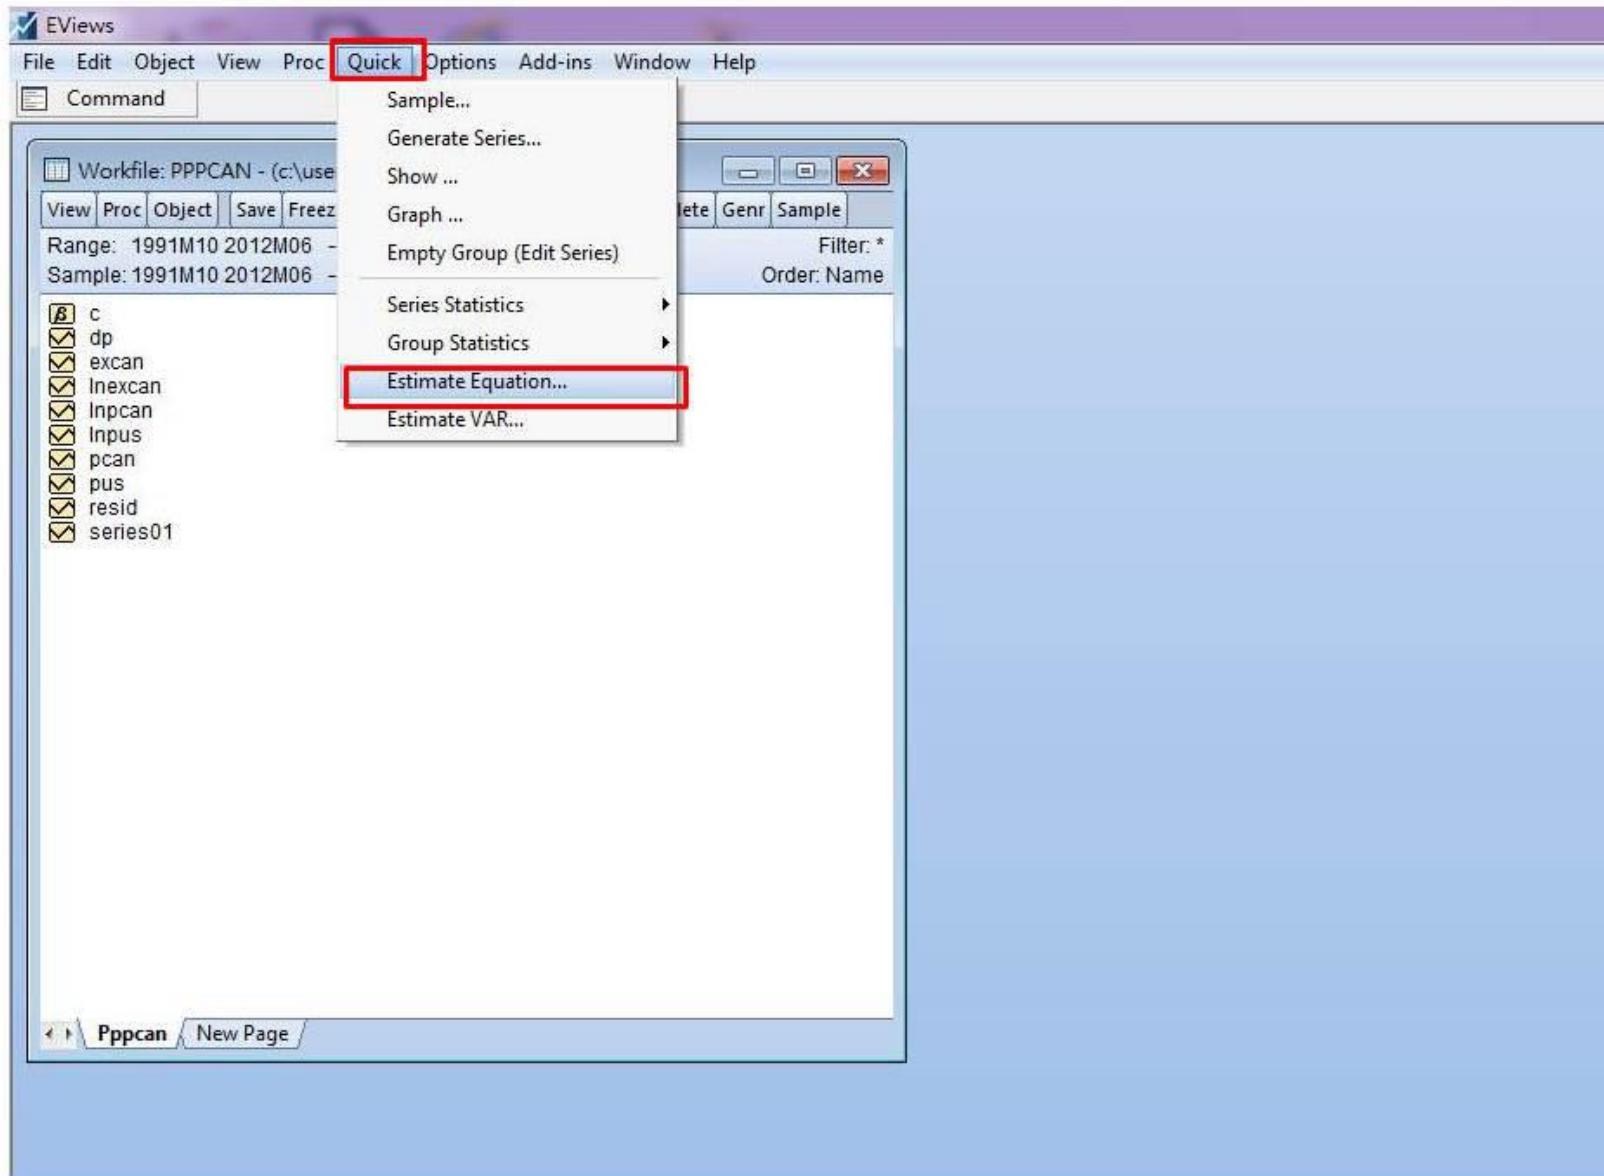 EViews
File Edit Object View Proc Quick Options Add-ins Window Help
Command
Sample...
Generate Series...
Show ...
Graph ...
Empty Group (Edit Series)
Series Statistics
Group Statistics
Estimate Equation...
Estimate VAR...
Workfile: PPPCAN - (c:\use
View Proc Object Save Freez lete Genr Sample
Range: 1991M10 2012M06 - Filter: *
Sample: 1991M10 2012M06 - Order: Name
β c
dp
excan
lnexcan
lnpcan
lnpus
pcan
pus
resid
series01
Pppcan New Page